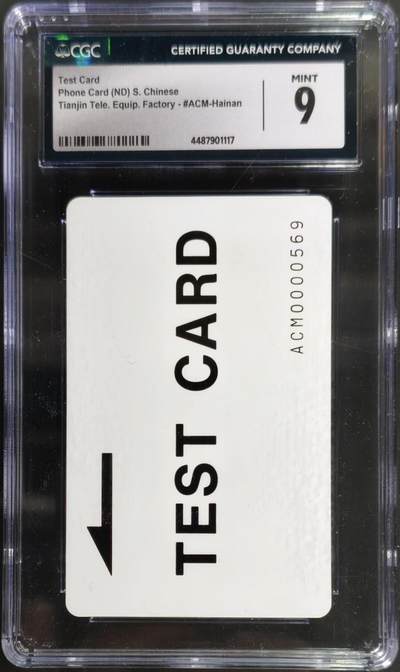 CGC
CERTIFIED GUARANTY COMPANY
Test Card
Phone Card (ND) S. Chinese
Tianjin Tele. Equip. Factory - #ACM-Hainan
MINT
9
4487901117
TEST CARD
ACM0000569